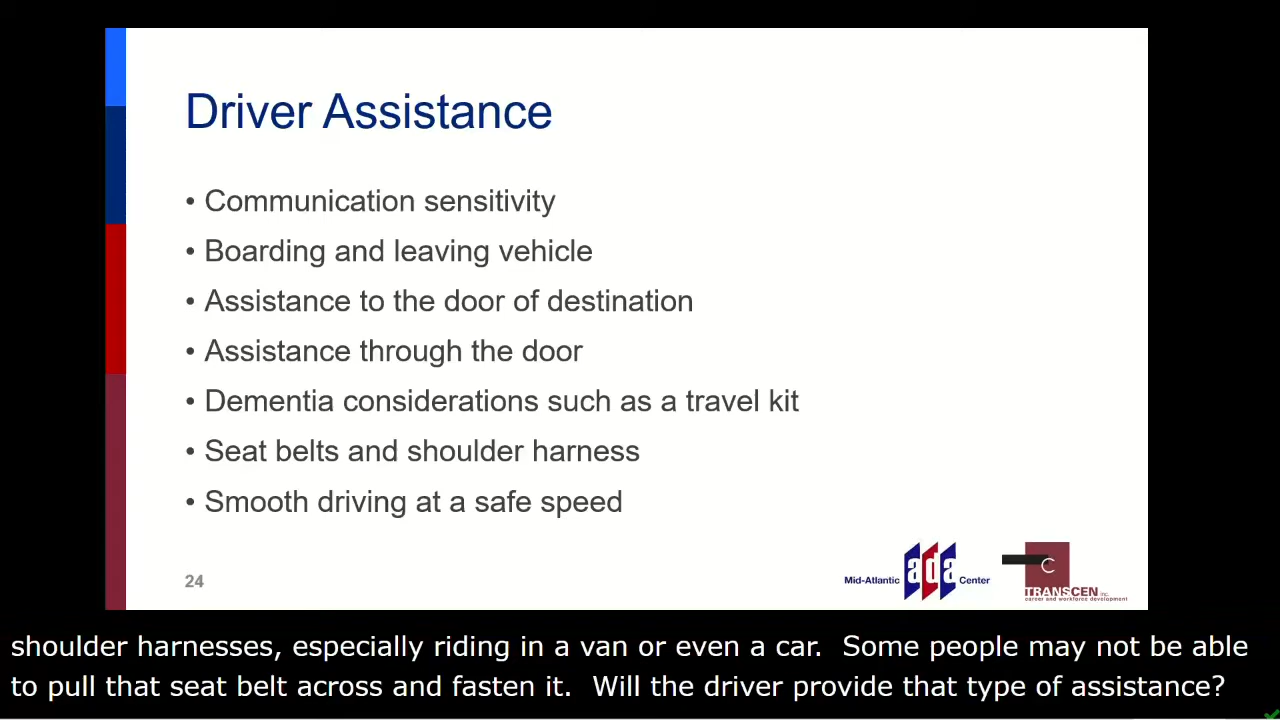 Driver Assistance
• Communication sensitivity
• Boarding and leaving vehicle
• Assistance to the door of destination
• Assistance through the door
• Dementia considerations such as a travel kit
• Seat belts and shoulder harness
• Smooth driving at a safe speed
24
Mid-Atlantic ada Center
C
TRANSCEN Inc.
career and workforce development
shoulder harnesses, especially riding in a van or even a car.  Some people may not be able
to pull that seat belt across and fasten it.  Will the driver provide that type of assistance?